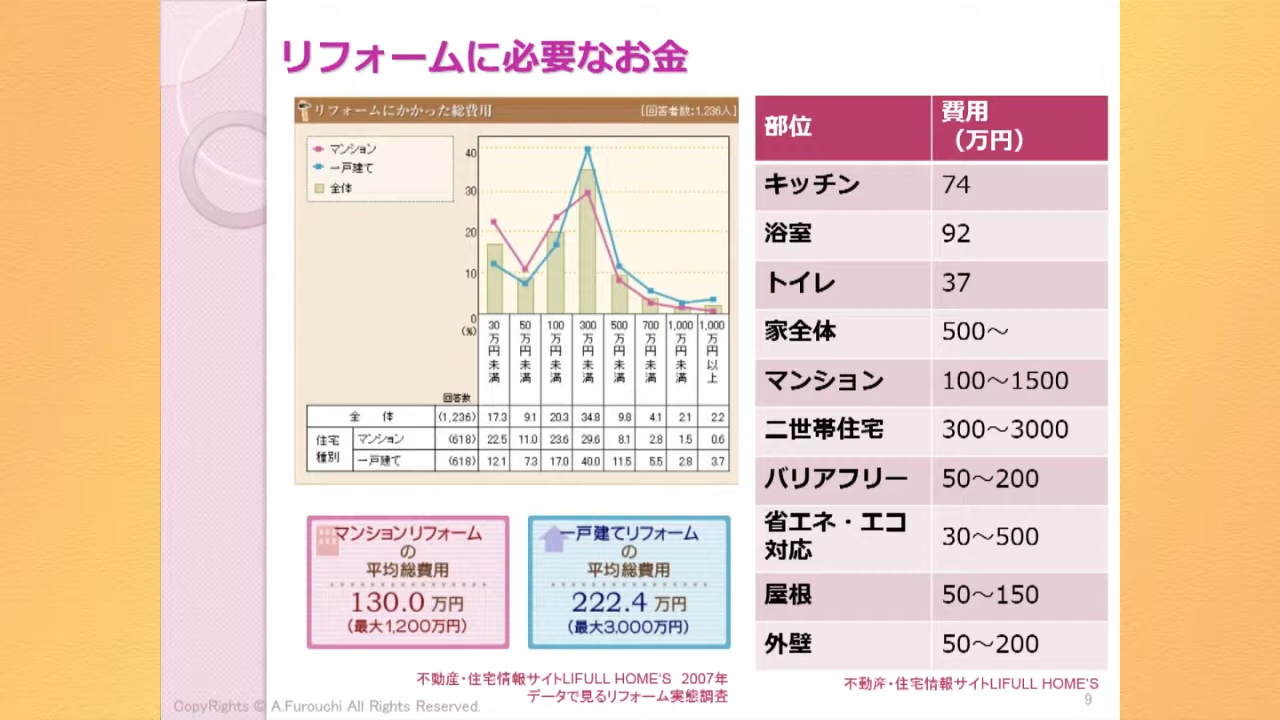 リフォームに必要なお金
リフォームにかかった総費用 [回答者数:1,236人]
マンション
一戸建て
全体
40
30
20
10
0
(%)
30万円未満 50万円未満 100万円未満 300万円未満 500万円未満 700万円未満 1,000万円未満 1,000万円以上
回答数
全体 (1,236) 17.3 9.1 20.3 34.8 9.8 4.1 2.1 2.2
住宅種別 マンション (618) 22.5 11.0 23.6 29.6 8.1 2.8 1.5 0.6
一戸建て (618) 12.1 7.3 17.0 40.0 11.5 5.5 2.8 3.7
マンションリフォーム
の
平均総費用
130.0 万円
(最大1,200万円)
一戸建てリフォーム
の
平均総費用
222.4 万円
(最大3,000万円)
不動産・住宅情報サイトLIFULL HOME'S 2007年
データで見るリフォーム実態調査
部位 費用
(万円)
キッチン 74
浴室 92
トイレ 37
家全体 500～
マンション 100～1500
二世帯住宅 300～3000
バリアフリー 50～200
省エネ・エコ
対応 30～500
屋根 50～150
外壁 50～200
不動産・住宅情報サイトLIFULL HOME'S
9
CopyRights © A.Furouchi All Rights Reserved.